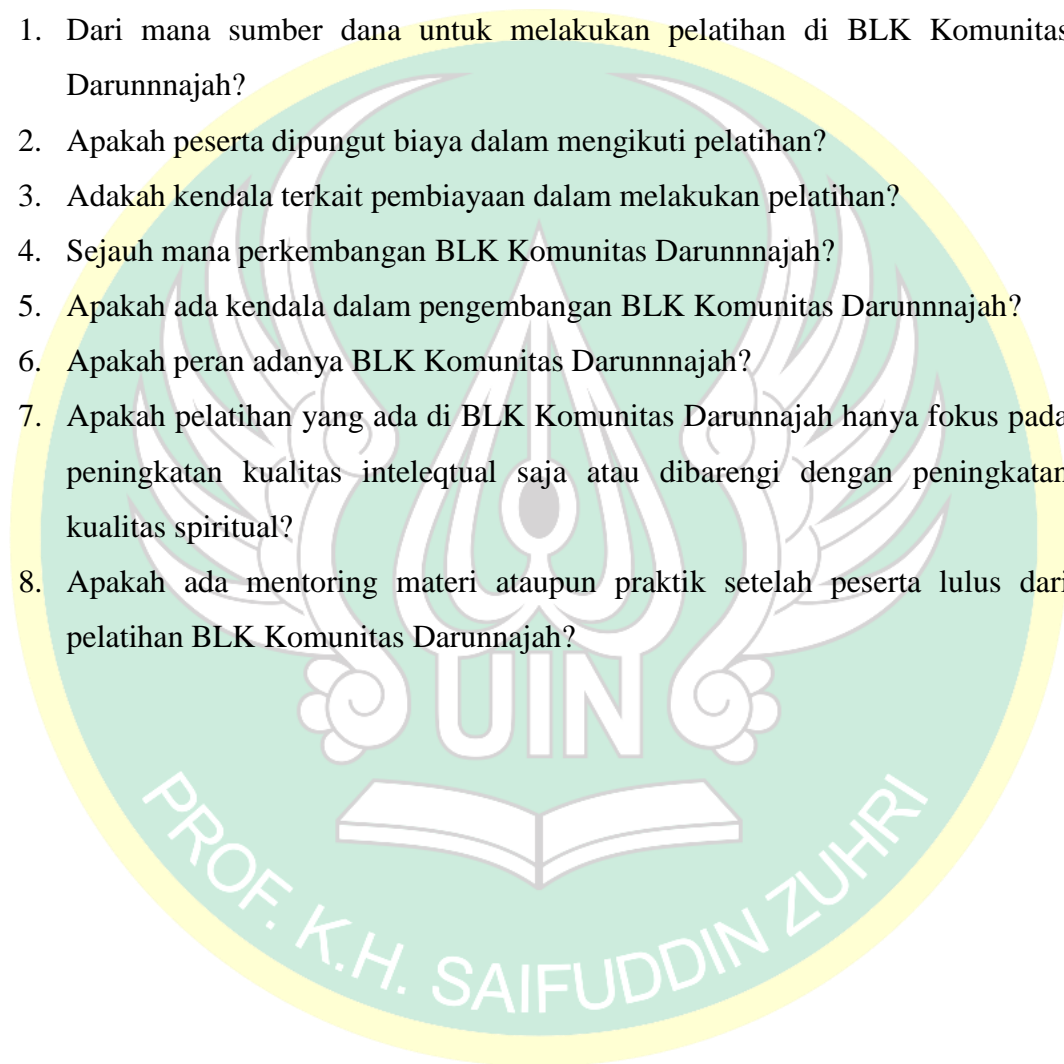 1. Dari mana sumber dana untuk melakukan pelatihan di BLK Komunitas
Darunnnajah?
2. Apakah peserta dipungut biaya dalam mengikuti pelatihan?
3. Adakah kendala terkait pembiayaan dalam melakukan pelatihan?
4. Sejauh mana perkembangan BLK Komunitas Darunnnajah?
5. Apakah ada kendala dalam pengembangan BLK Komunitas Darunnnajah?
6. Apakah peran adanya BLK Komunitas Darunnnajah?
7. Apakah pelatihan yang ada di BLK Komunitas Darunnajah hanya fokus pada
peningkatan kualitas inteleqtual saja atau dibarengi dengan peningkatan
kualitas spiritual?
8. Apakah ada mentoring materi ataupun praktik setelah peserta lulus dari
pelatihan BLK Komunitas Darunnajah?
UIN
PROF. K.H. SAIFUDDIN ZUHRI